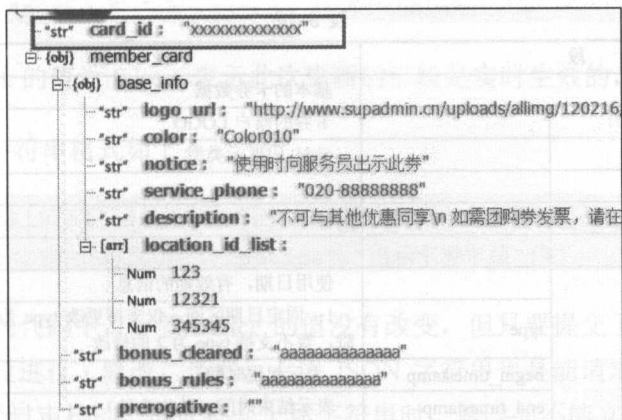 "str" card_id : "xxxxxxxxxxxxx"
{obj} member_card
{obj} base_info
"str" logo_url : "http://www.supadmin.cn/uploads/allimg/120216,
"str" color : "Color010"
"str" notice : "使用时向服务员出示此券"
"str" service_phone : "020-88888888"
"str" description : "不可与其他优惠同享\n 如需团购券发票，请在
[arr] location_id_list :
Num 123
Num 12321
Num 345345
"str" bonus_cleared : "aaaaaaaaaaaaaa"
"str" bonus_rules : "aaaaaaaaaaaaaa"
"str" prerogative : ""